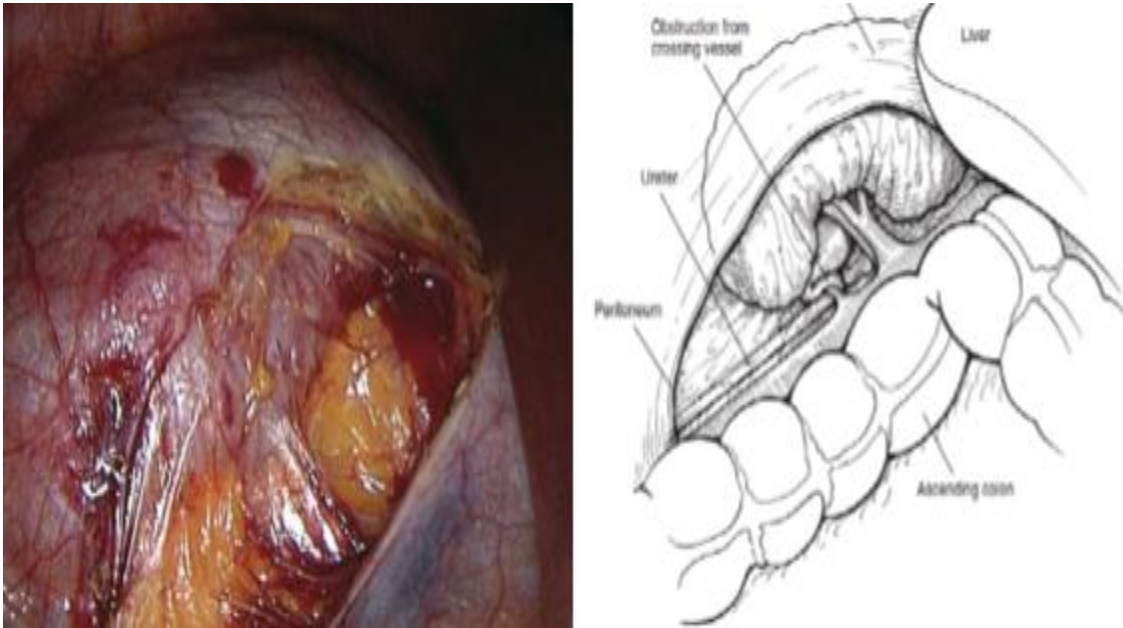 Obstruction from
crossing vessel
Liver
Ureter
Peritoneum
Ascending colon